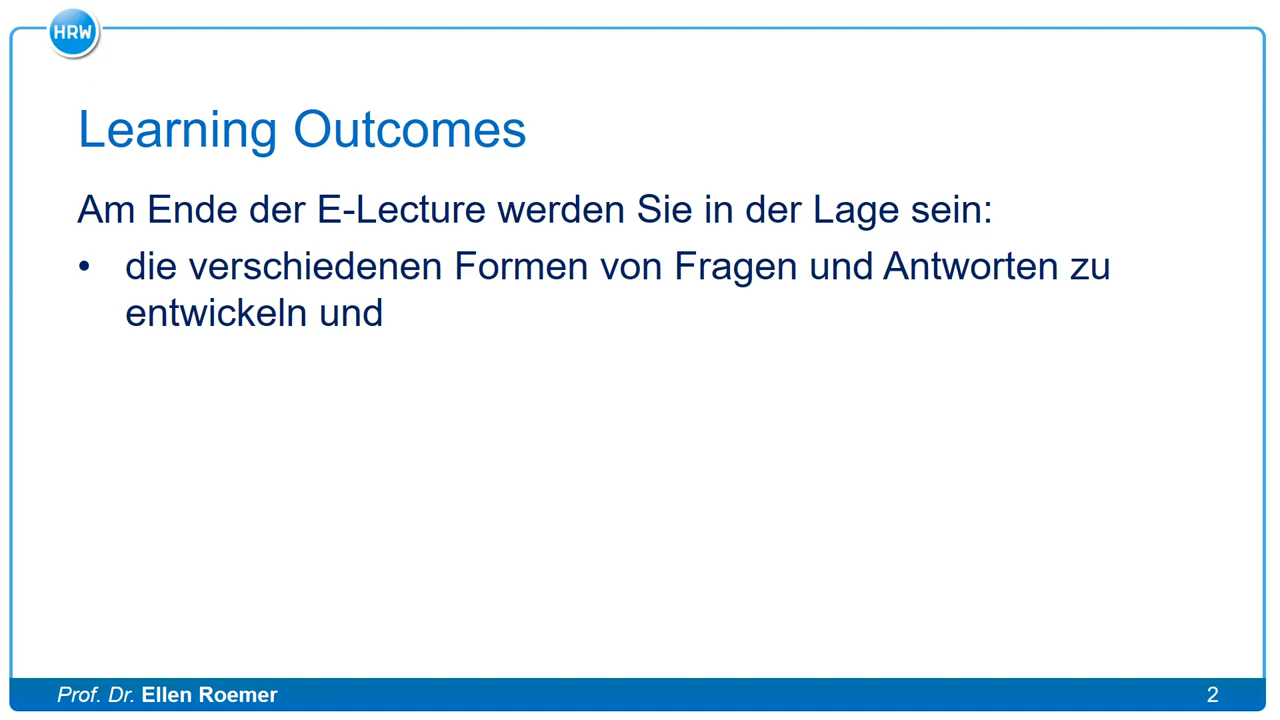 HRW
Learning Outcomes
Am Ende der E-Lecture werden Sie in der Lage sein:
• die verschiedenen Formen von Fragen und Antworten zu
entwickeln und
Prof. Dr. Ellen Roemer
2